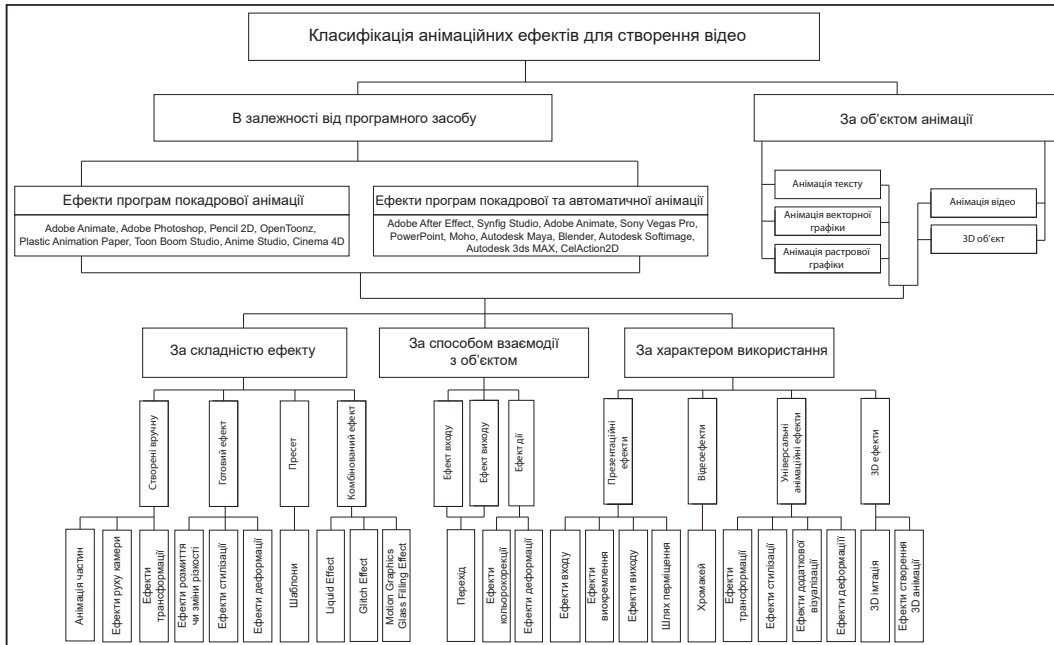 Класифікація анімаційних ефектів для створення відео
В залежності від програмного засобу
За об'єктом анімації
Ефекти програм покадрової анімації
Adobe Animate, Adobe Photoshop, Pencil 2D, OpenToonz,
Plastic Animation Paper, Toon Boom Studio, Anime Studio, Cinema 4D
Ефекти програм покадрової та автоматичної анімації
Adobe After Effect, Synfig Studio, Adobe Animate, Sony Vegas Pro,
PowerPoint, Moho, Autodesk Maya, Blender, Autodesk Softimage,
Autodesk 3ds MAX, CelAction2D
Анімація тексту
Анімація векторної
графіки
Анімація растрової
графіки
Анімація відео
3D об'єкт
За складністю ефекту
За способом взаємодії
з об'єктом
За характером використання
Створені вручну
Готовий ефект
Пресет
Комбінований ефект
Ефект входу
Ефект виходу
Ефект дії
Презентаційні
ефекти
Відеоефекти
Універсальні
анімаційні ефекти
3D ефекти
Анімація частин
Ефекти руху камери
Ефекти
трансформації
Ефекти розмиття
чи зміни різкості
Ефекти стилізації
Ефекти деформації
Шаблони
Liquid Effect
Glitch Effect
Motion Graphics
Glass Filling Effect
Перехід
Ефекти
кольорокорекції
Ефекти деформації
Ефекти входу
Ефекти
виокремлення
Ефекти виходу
Шлях переміщення
Хромакей
Ефекти
трансформації
Ефекти стилізації
Ефекти додаткової
візуалізації
Ефекти деформаціїї
3D імтація
Ефекти створення
3D анімації